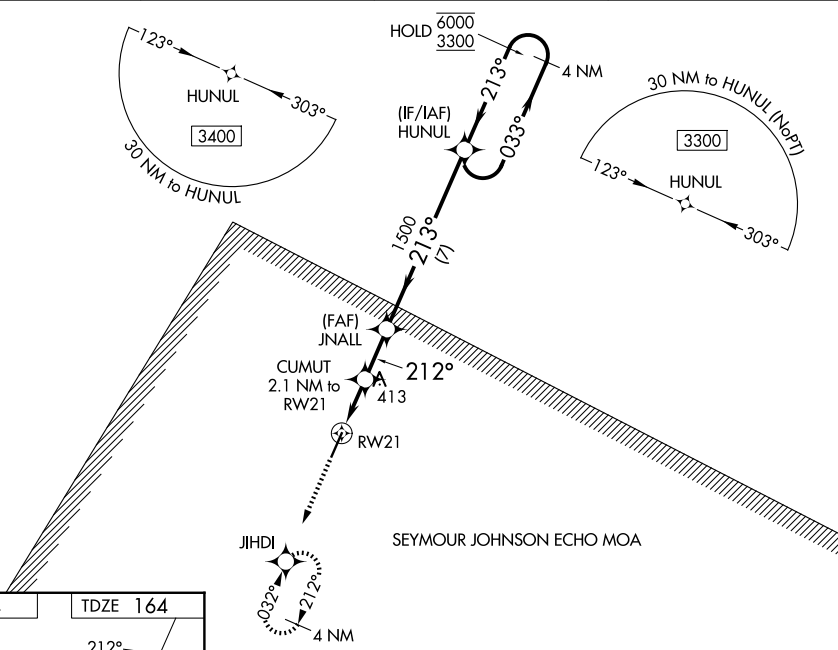 HOLD 6000
3300
4 NM
213°
033°
(IF/IAF)
HUNUL
123°
HUNUL
303°
3400
30 NM to HUNUL
30 NM to HUNUL (NoPT)
3300
123°
HUNUL
303°
1500
213°
(7)
(FAF)
JNALL
212°
CUMUT
2.1 NM to
RW21
413
RW21
SEYMOUR JOHNSON ECHO MOA
JIHDI
032°
212°
4 NM
TDZE 164
212°